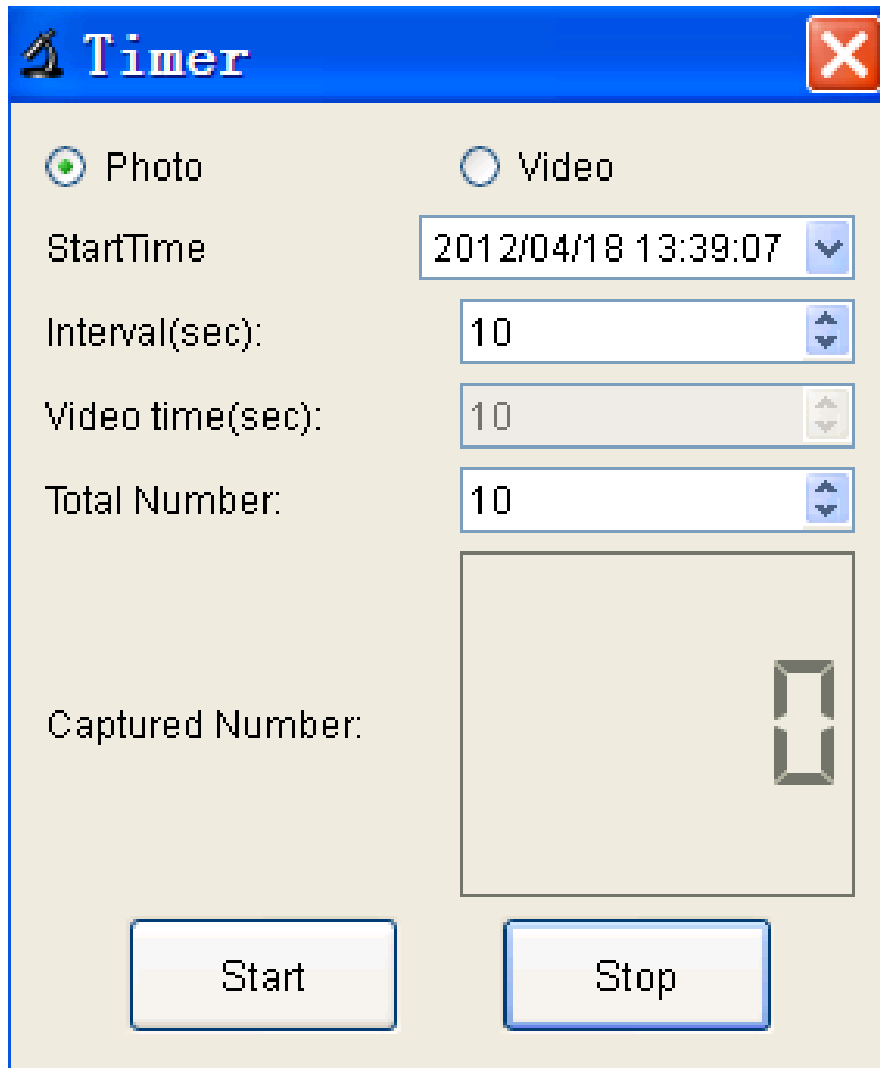 Timer
Photo Video
StartTime 2012/04/18 13:39:07
Interval(sec): 10
Video time(sec): 10
Total Number: 10
Captured Number: 0
Start Stop